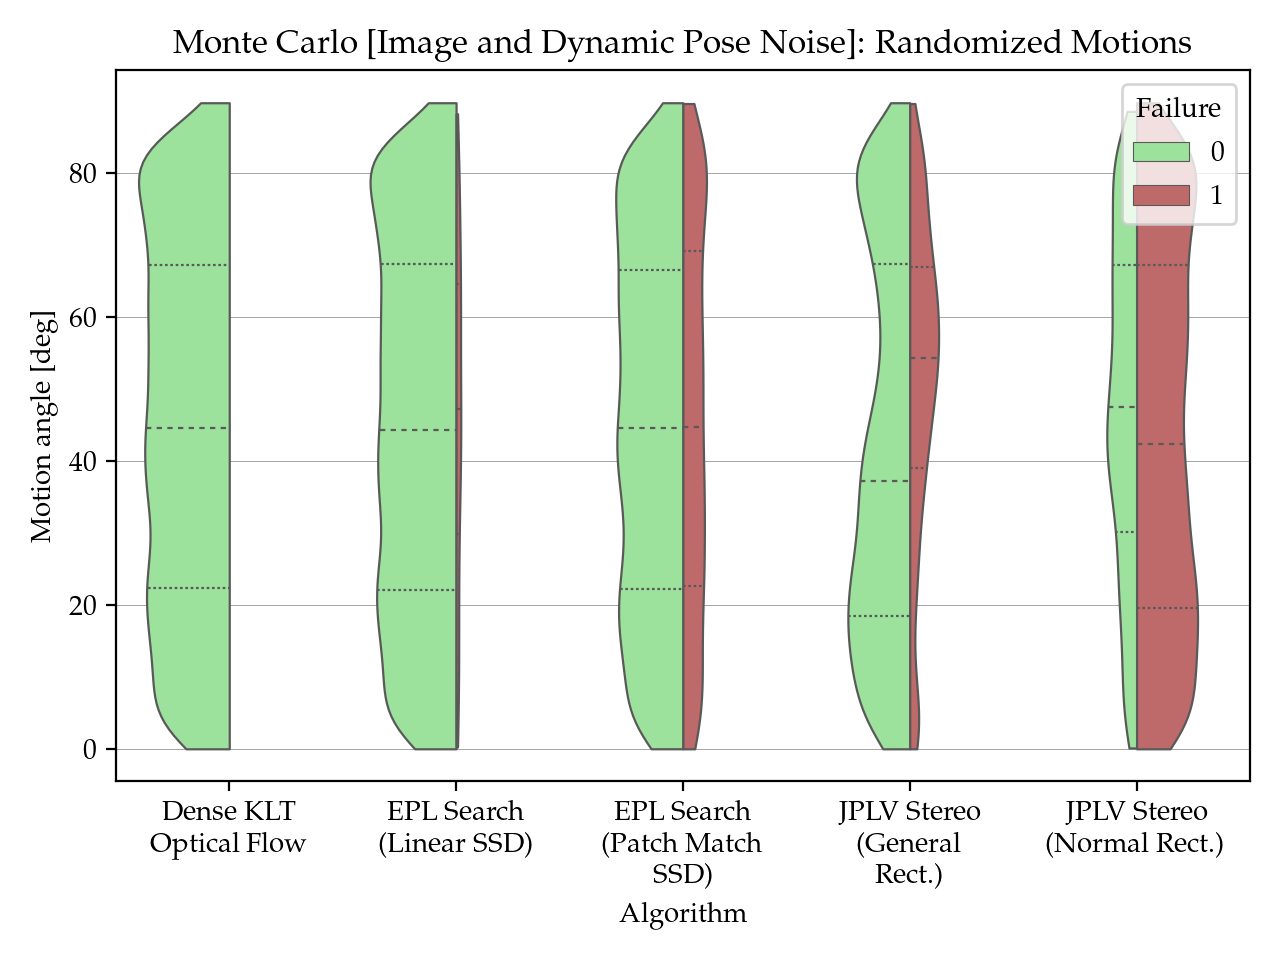 Monte Carlo [Image and Dynamic Pose Noise]: Randomized Motions
Failure
0
1
80
60
40
20
0
Motion angle [deg]
Dense KLT
Optical Flow
EPL Search
(Linear SSD)
EPL Search
(Patch Match
SSD)
JPLV Stereo
(General
Rect.)
JPLV Stereo
(Normal Rect.)
Algorithm